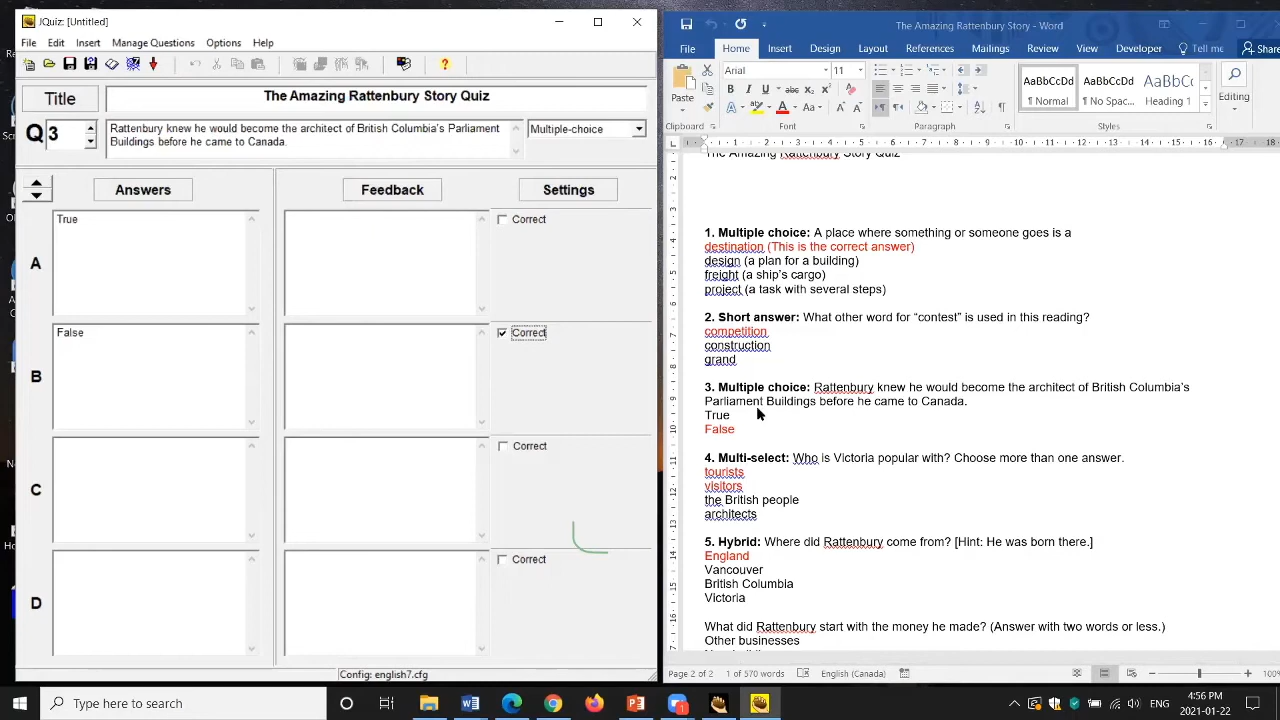 JQuiz: [Untitled]
File Edit Insert Manage Questions Options Help
Title
The Amazing Rattenbury Story Quiz
Q 3
Rattenbury knew he would become the architect of British Columbia's Parliament
Buildings before he came to Canada.
Multiple-choice
Answers
Feedback
Settings
A
True
Correct
B
False
Correct
C
Correct
D
Correct
Config: english7.cfg
The Amazing Rattenbury Story - Word
File Home Insert Design Layout References Mailings Review View Developer Tell me Share
Paste
Clipboard
Arial
11
Font
Paragraph
AaBbCcDd AaBbCcDd AaBbCc
¶ Normal ¶ No Spac... Heading
Styles
Editing
The Amazing Rattenbury Story Quiz
1. Multiple choice: A place where something or someone goes is a
destination (This is the correct answer)
design (a plan for a building)
freight (a ship's cargo)
project (a task with several steps)
2. Short answer: What other word for “contest” is used in this reading?
competition
construction
grand
3. Multiple choice: Rattenbury knew he would become the architect of British Columbia's
Parliament Buildings before he came to Canada.
True
False
4. Multi-select: Who is Victoria popular with? Choose more than one answer.
tourists
visitors
the British people
architects
5. Hybrid: Where did Rattenbury come from? [Hint: He was born there.]
England
Vancouver
British Columbia
Victoria
What did Rattenbury start with the money he made? (Answer with two words or less.)
Other businesses
Page 2 of 2 1 of 570 words English (Canada) 100%
Type here to search
ENG
4:56 PM
2021-01-22